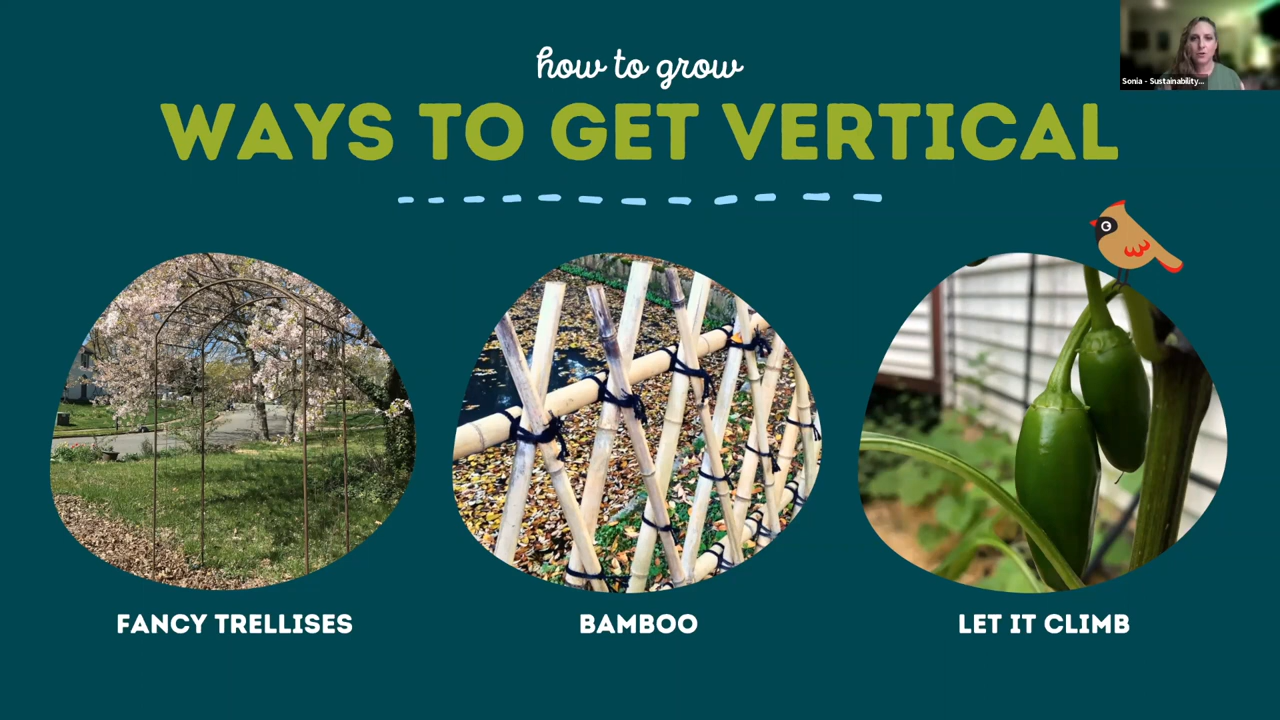 how to grow
WAYS TO GET VERTICAL
Sonia - Sustainability...
FANCY TRELLISES
BAMBOO
LET IT CLIMB